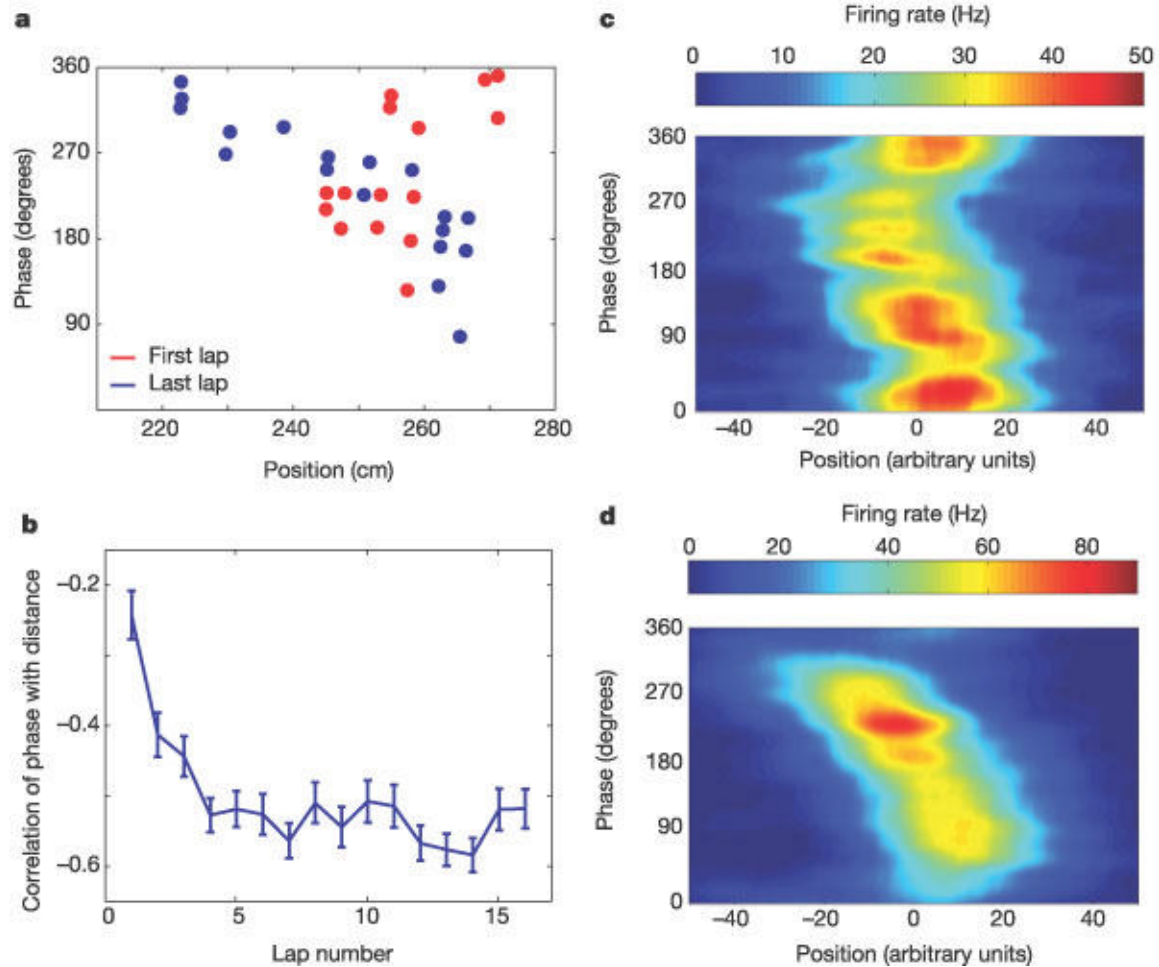 a
360
270
180
90
Phase (degrees)
First lap
Last lap
220 240 260 280
Position (cm)
b
−0.2
−0.4
−0.6
Correlation of phase with distance
0 5 10 15
Lap number
c
Firing rate (Hz)
0 10 20 30 40 50
360
270
180
90
0
Phase (degrees)
−40 −20 0 20 40
Position (arbitrary units)
d
Firing rate (Hz)
0 20 40 60 80
360
270
180
90
0
Phase (degrees)
−40 −20 0 20 40
Position (arbitrary units)